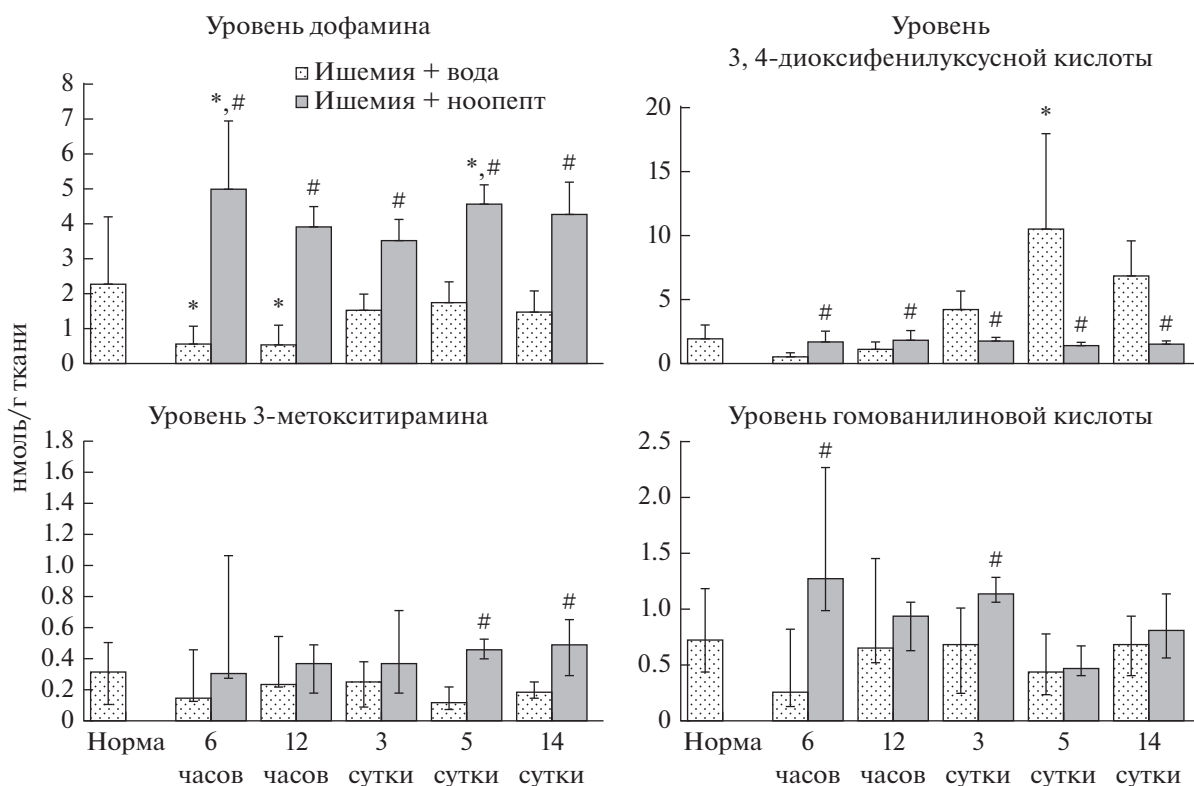 Уровень дофамина
Ишемия + вода
Ишемия + ноопепт
8
7
6
5
4
3
2
1
0
*
*
*,#
#
#
*,#
#
Уровень
3, 4-диоксифенилуксусной кислоты
20
15
10
5
0
#
#
#
*
#
#
нмоль/г ткани
Уровень 3-метокситирамина
1.8
1.6
1.4
1.2
1.0
0.8
0.6
0.4
0.2
0
#
#
Норма
6
часов
12
часов
3
сутки
5
сутки
14
сутки
Уровень гомованилиновой кислоты
2.5
2.0
1.5
1.0
0.5
0
#
#
Норма
6
часов
12
часов
3
сутки
5
сутки
14
сутки